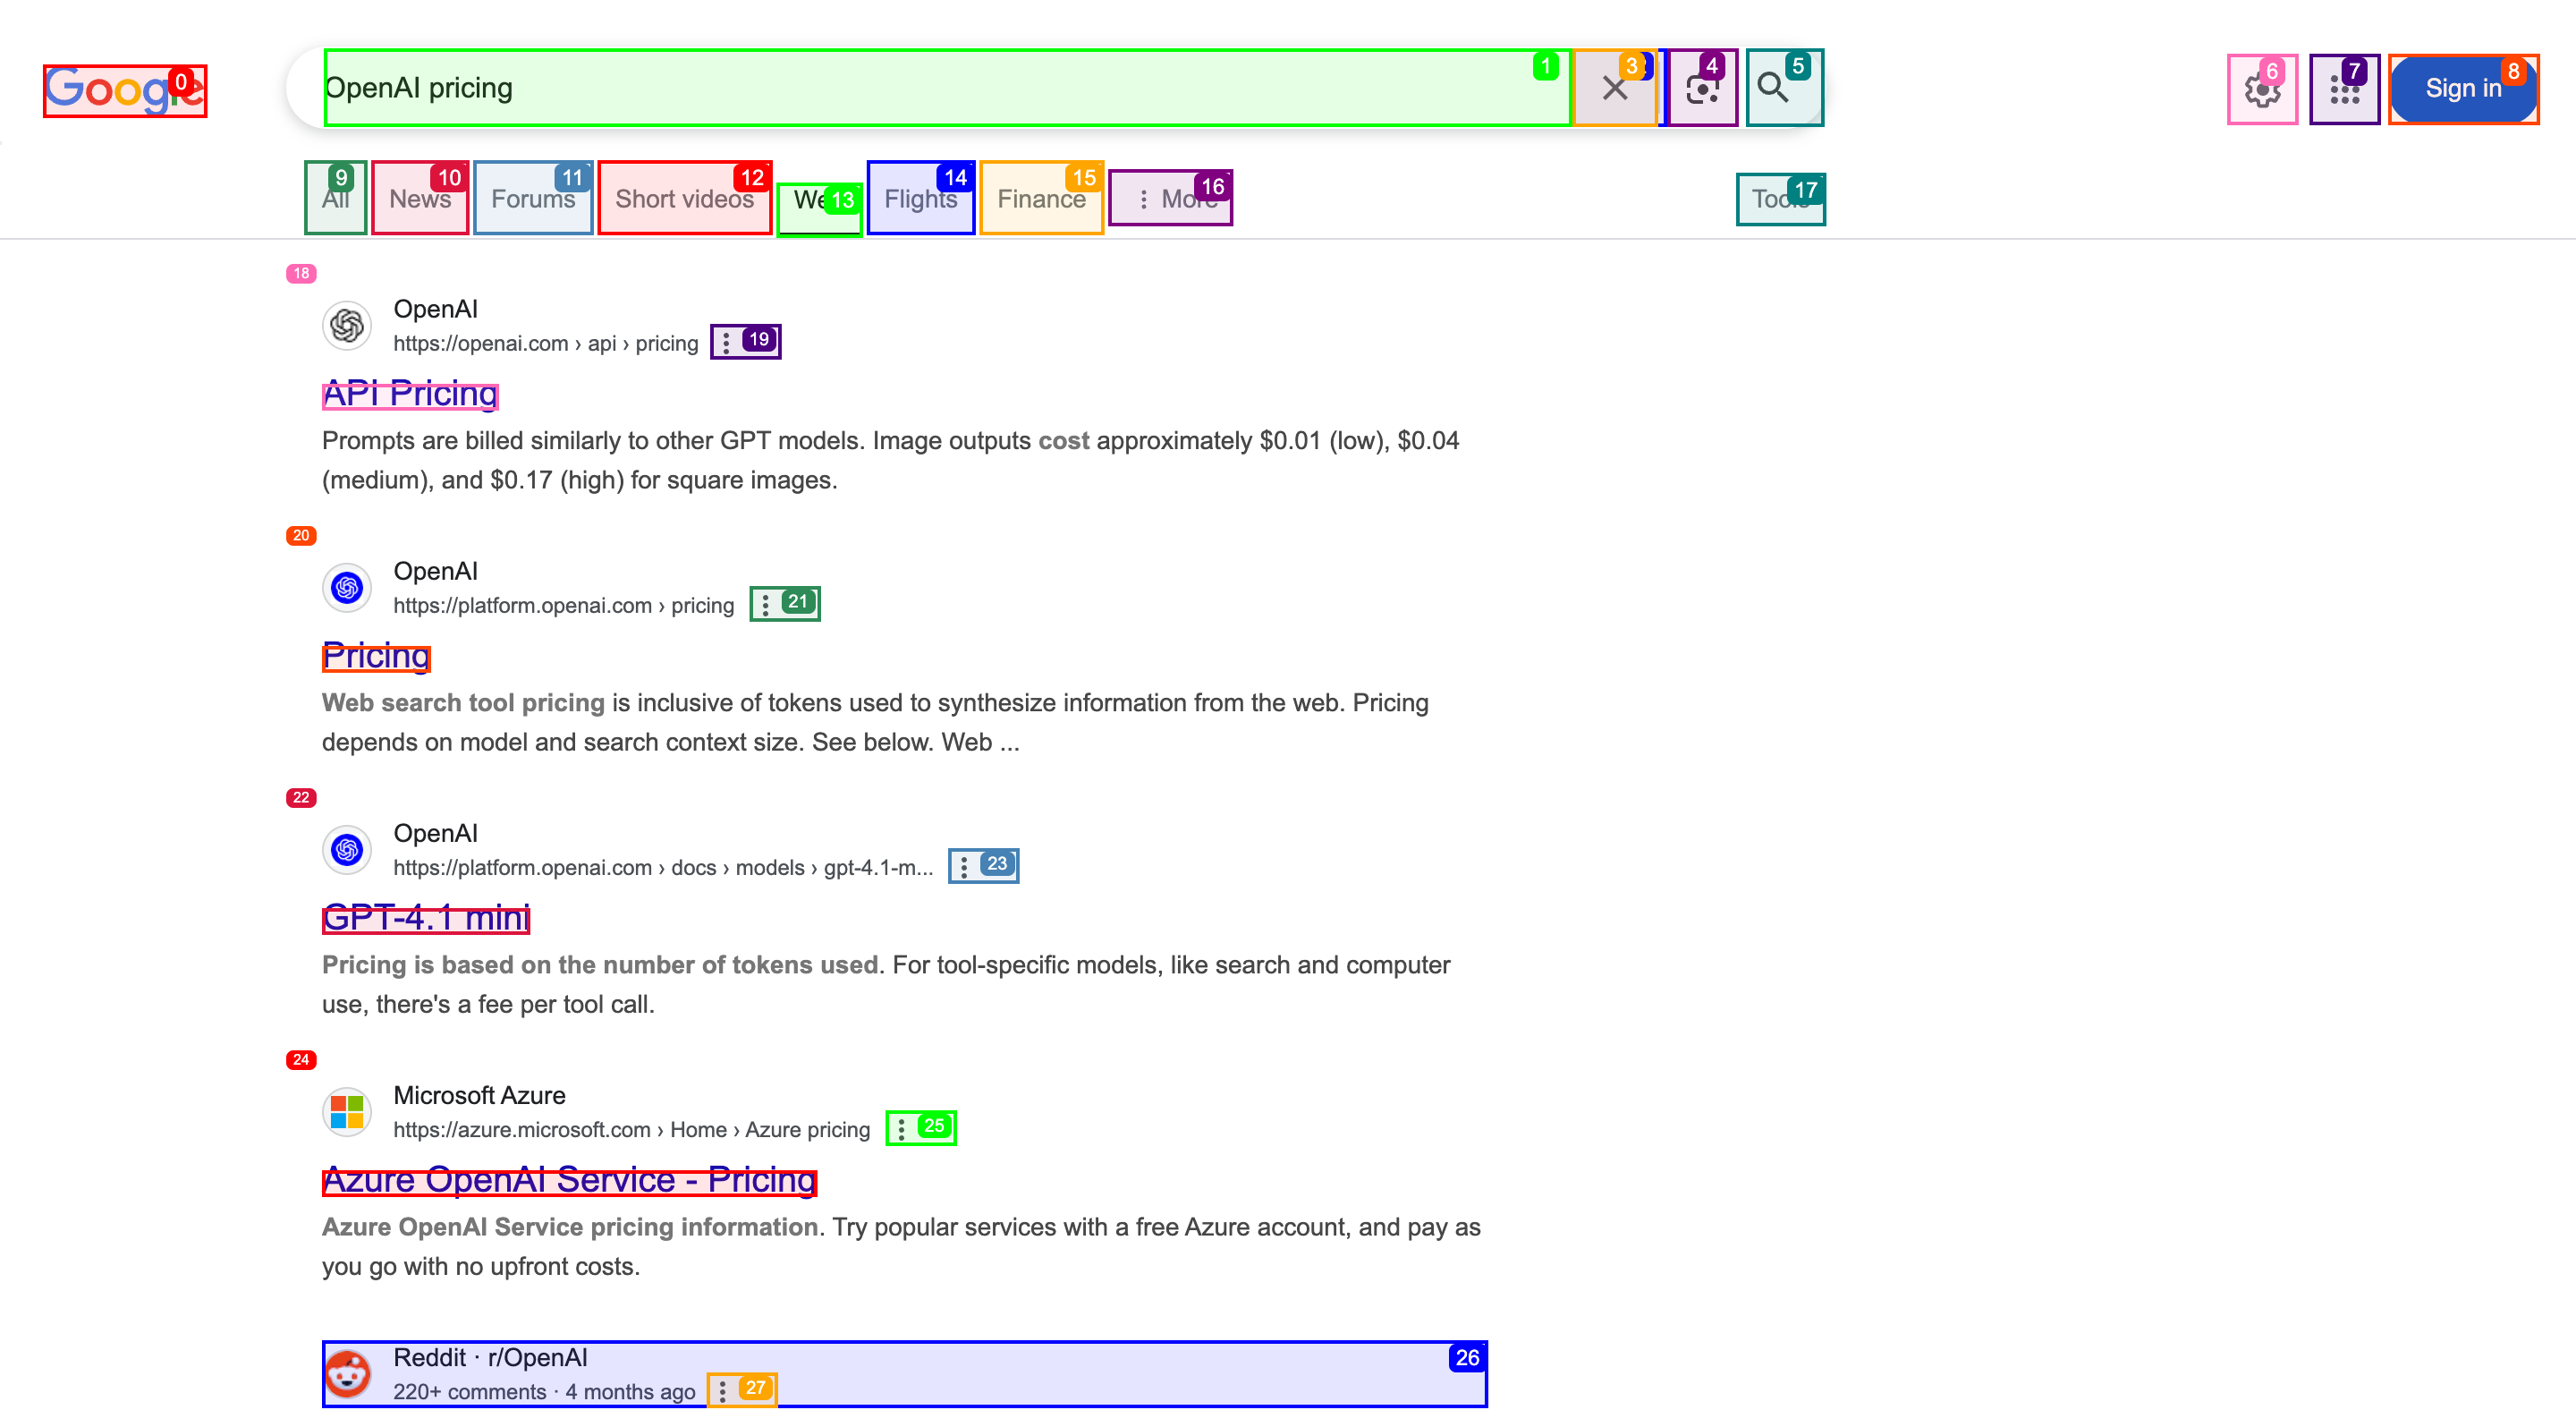 Google 0
OpenAI pricing 1 3 4 5
6 7 Sign in 8
All 9 News 10 Forums 11 Short videos 12 We 13 Flights 14 Finance 15 More 16 Tools 17
18
OpenAI
https://openai.com › api › pricing 19
API Pricing
Prompts are billed similarly to other GPT models. Image outputs cost approximately $0.01 (low), $0.04
(medium), and $0.17 (high) for square images.
20
OpenAI
https://platform.openai.com › pricing 21
Pricing
Web search tool pricing is inclusive of tokens used to synthesize information from the web. Pricing
depends on model and search context size. See below. Web ...
22
OpenAI
https://platform.openai.com › docs › models › gpt-4.1-m... 23
GPT-4.1 mini
Pricing is based on the number of tokens used. For tool-specific models, like search and computer
use, there's a fee per tool call.
24
Microsoft Azure
https://azure.microsoft.com › Home › Azure pricing 25
Azure OpenAI Service - Pricing
Azure OpenAI Service pricing information. Try popular services with a free Azure account, and pay as
you go with no upfront costs.
Reddit · r/OpenAI 26
220+ comments · 4 months ago 27